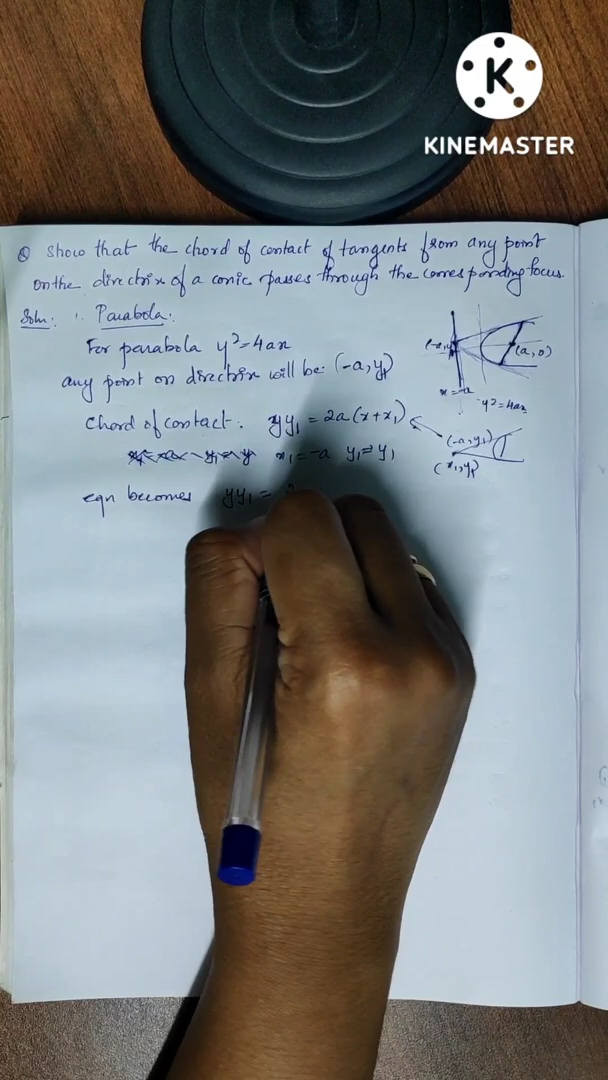 K
KINEMASTER
Q Show that the chord of contact of tangents from any point
on the directrix of a conic passes through the corresponding focus.
Soln: 1. Parabola:
For parabola y²=4ax
any point on directrix will be (-a, y₁)
Chord of contact: yy₁ = 2a(x+x₁)
x₁=-a y₁=y₁
eqn becomes yy₁ =
(a, 0)
x=-a
y²=4ax
(-a, y₁)
(x₁, y₁)